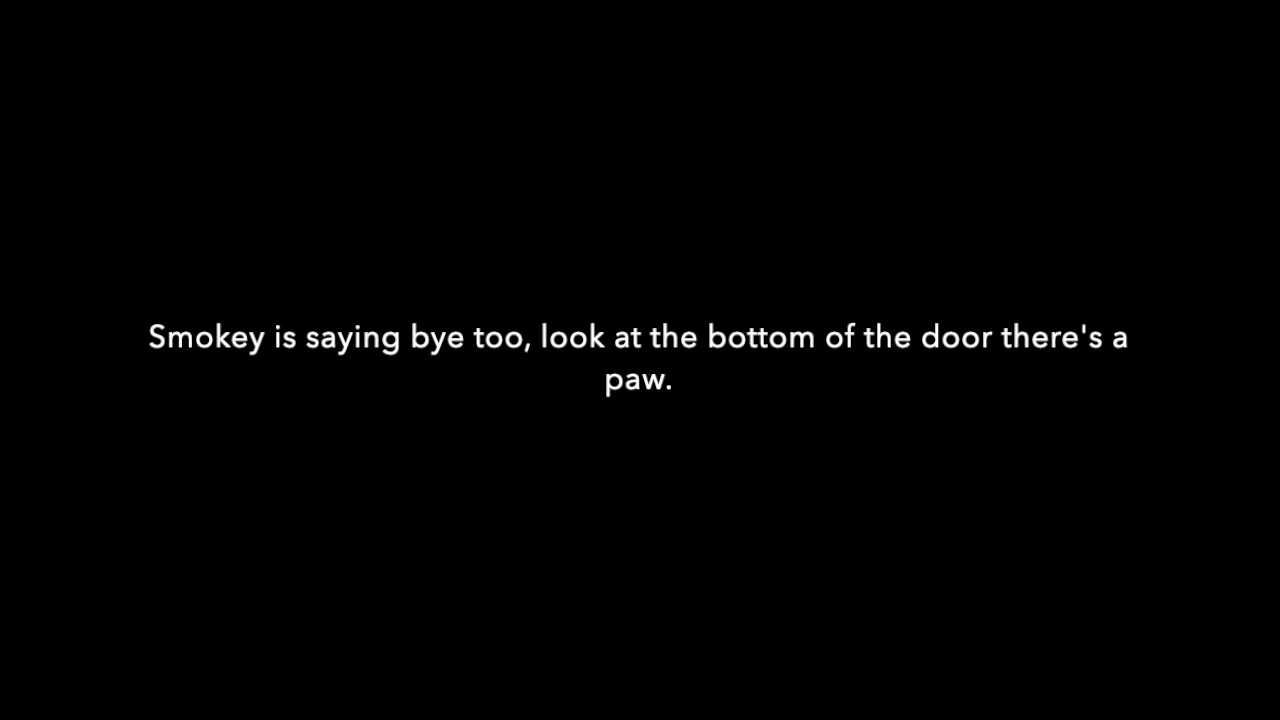 Smokey is saying bye too, look at the bottom of the door there's a
paw.